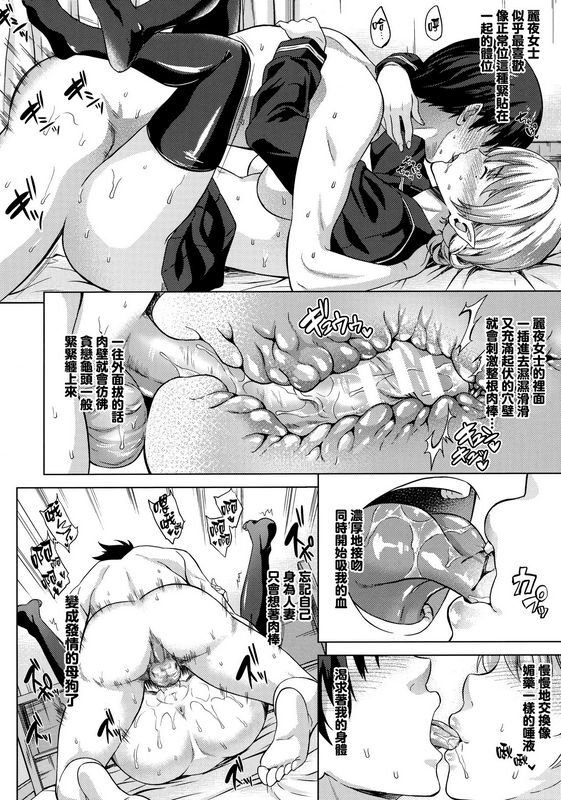 麗夜女士
似乎最喜歡
像正常位這種緊貼在
一起的體位
麗夜女士的裡面
一插進去濕濕滑滑
又充滿起伏的穴壁
就會刺激整根肉棒…
一往外面拔的話
肉壁就會彷彿
貪戀龜頭一般
緊緊纏上來
濃厚地接吻
同時開始吸我的血
慢慢地交換像
媚藥一樣的唾液
渴求著我的身體
忘記自己
身為人妻
只會想著肉棒
變成發情的母狗了